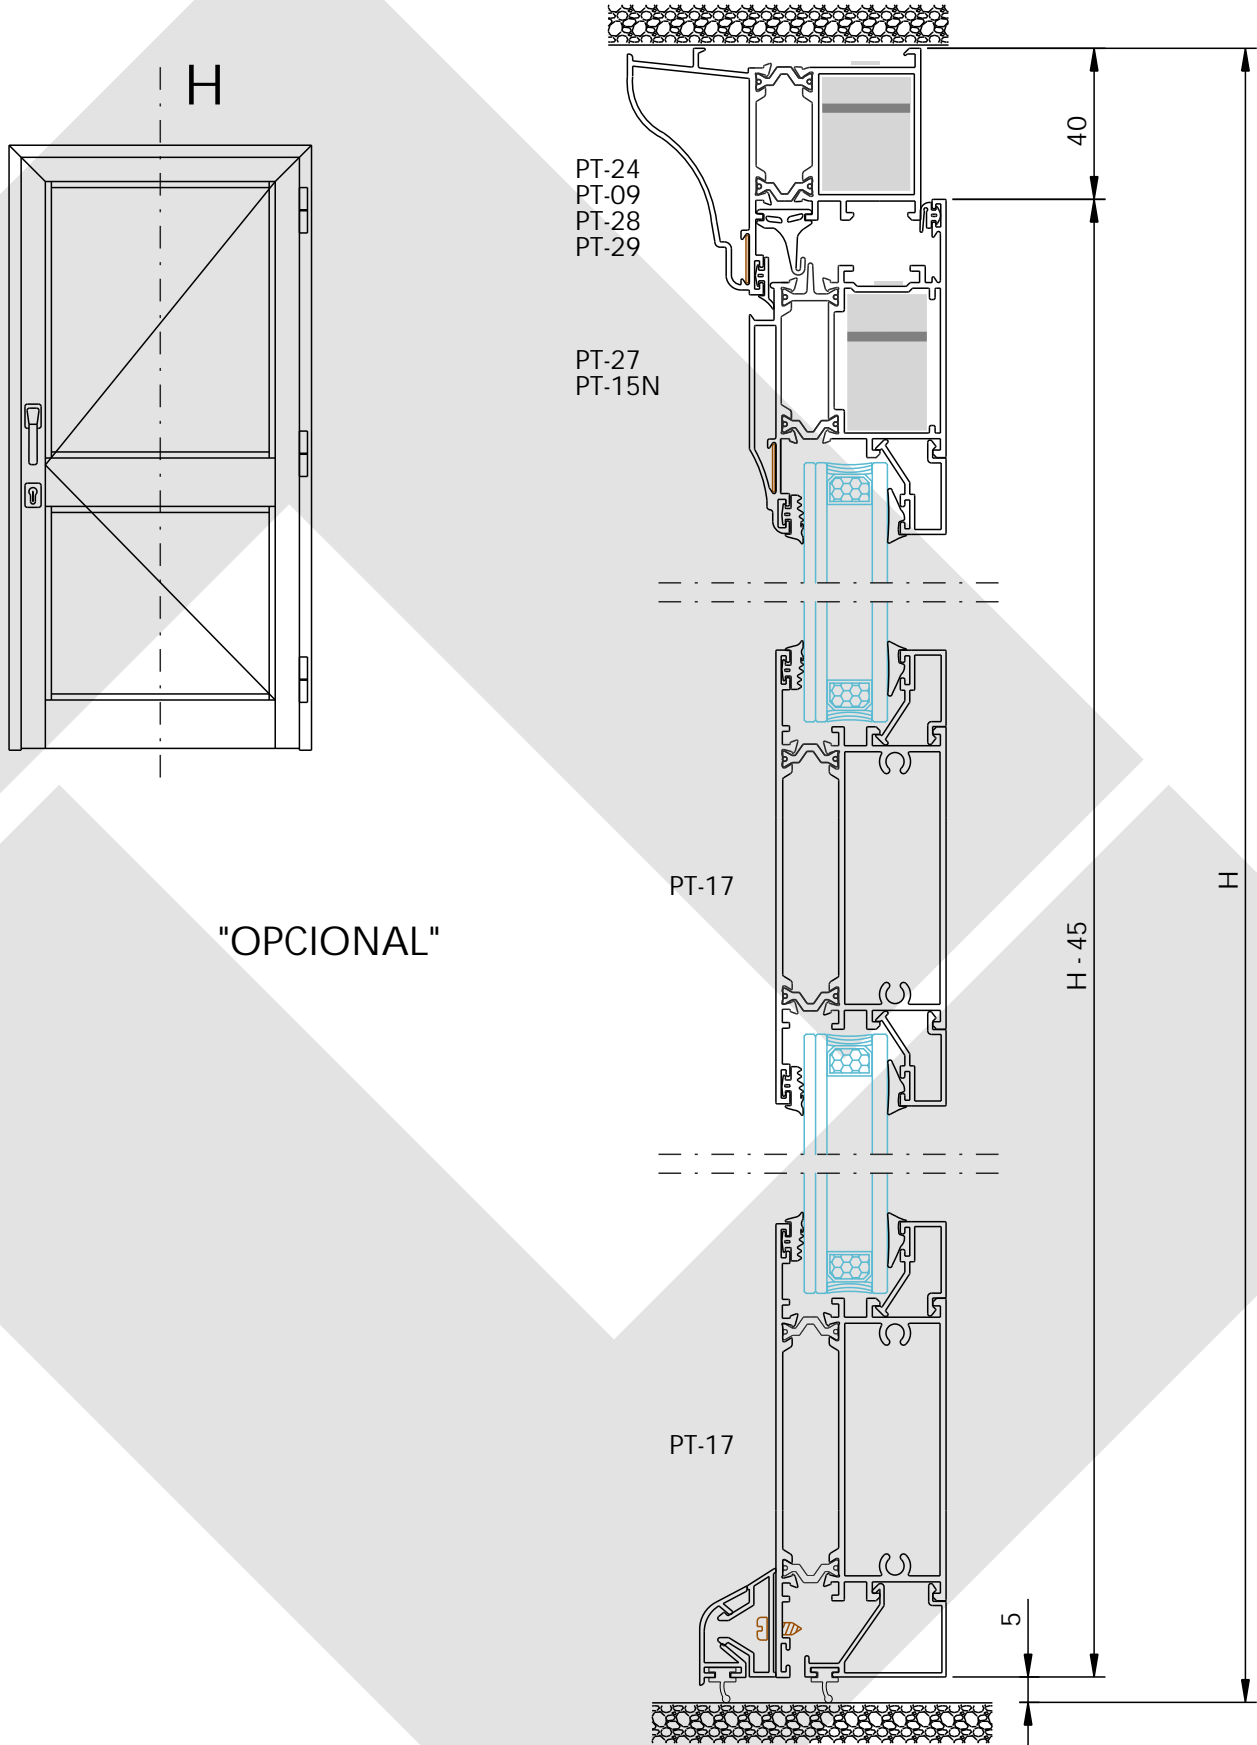 H
40
PT-24
PT-09
PT-28
PT-29
PT-27
PT-15N
PT-17
H
"OPCIONAL"
H - 45
PT-17
5